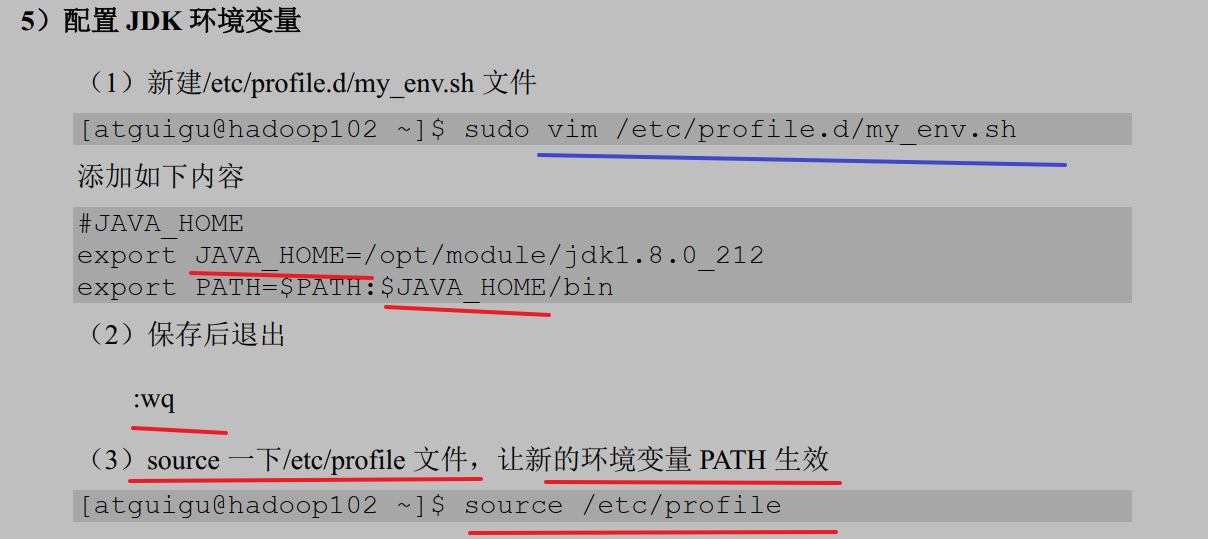 5）配置 JDK 环境变量
（1）新建/etc/profile.d/my_env.sh 文件
[atguigu@hadoop102 ~]$ sudo vim /etc/profile.d/my_env.sh
添加如下内容
#JAVA_HOME
export JAVA_HOME=/opt/module/jdk1.8.0_212
export PATH=$PATH:$JAVA_HOME/bin
（2）保存后退出
:wq
（3）source 一下/etc/profile 文件，让新的环境变量 PATH 生效
[atguigu@hadoop102 ~]$ source /etc/profile